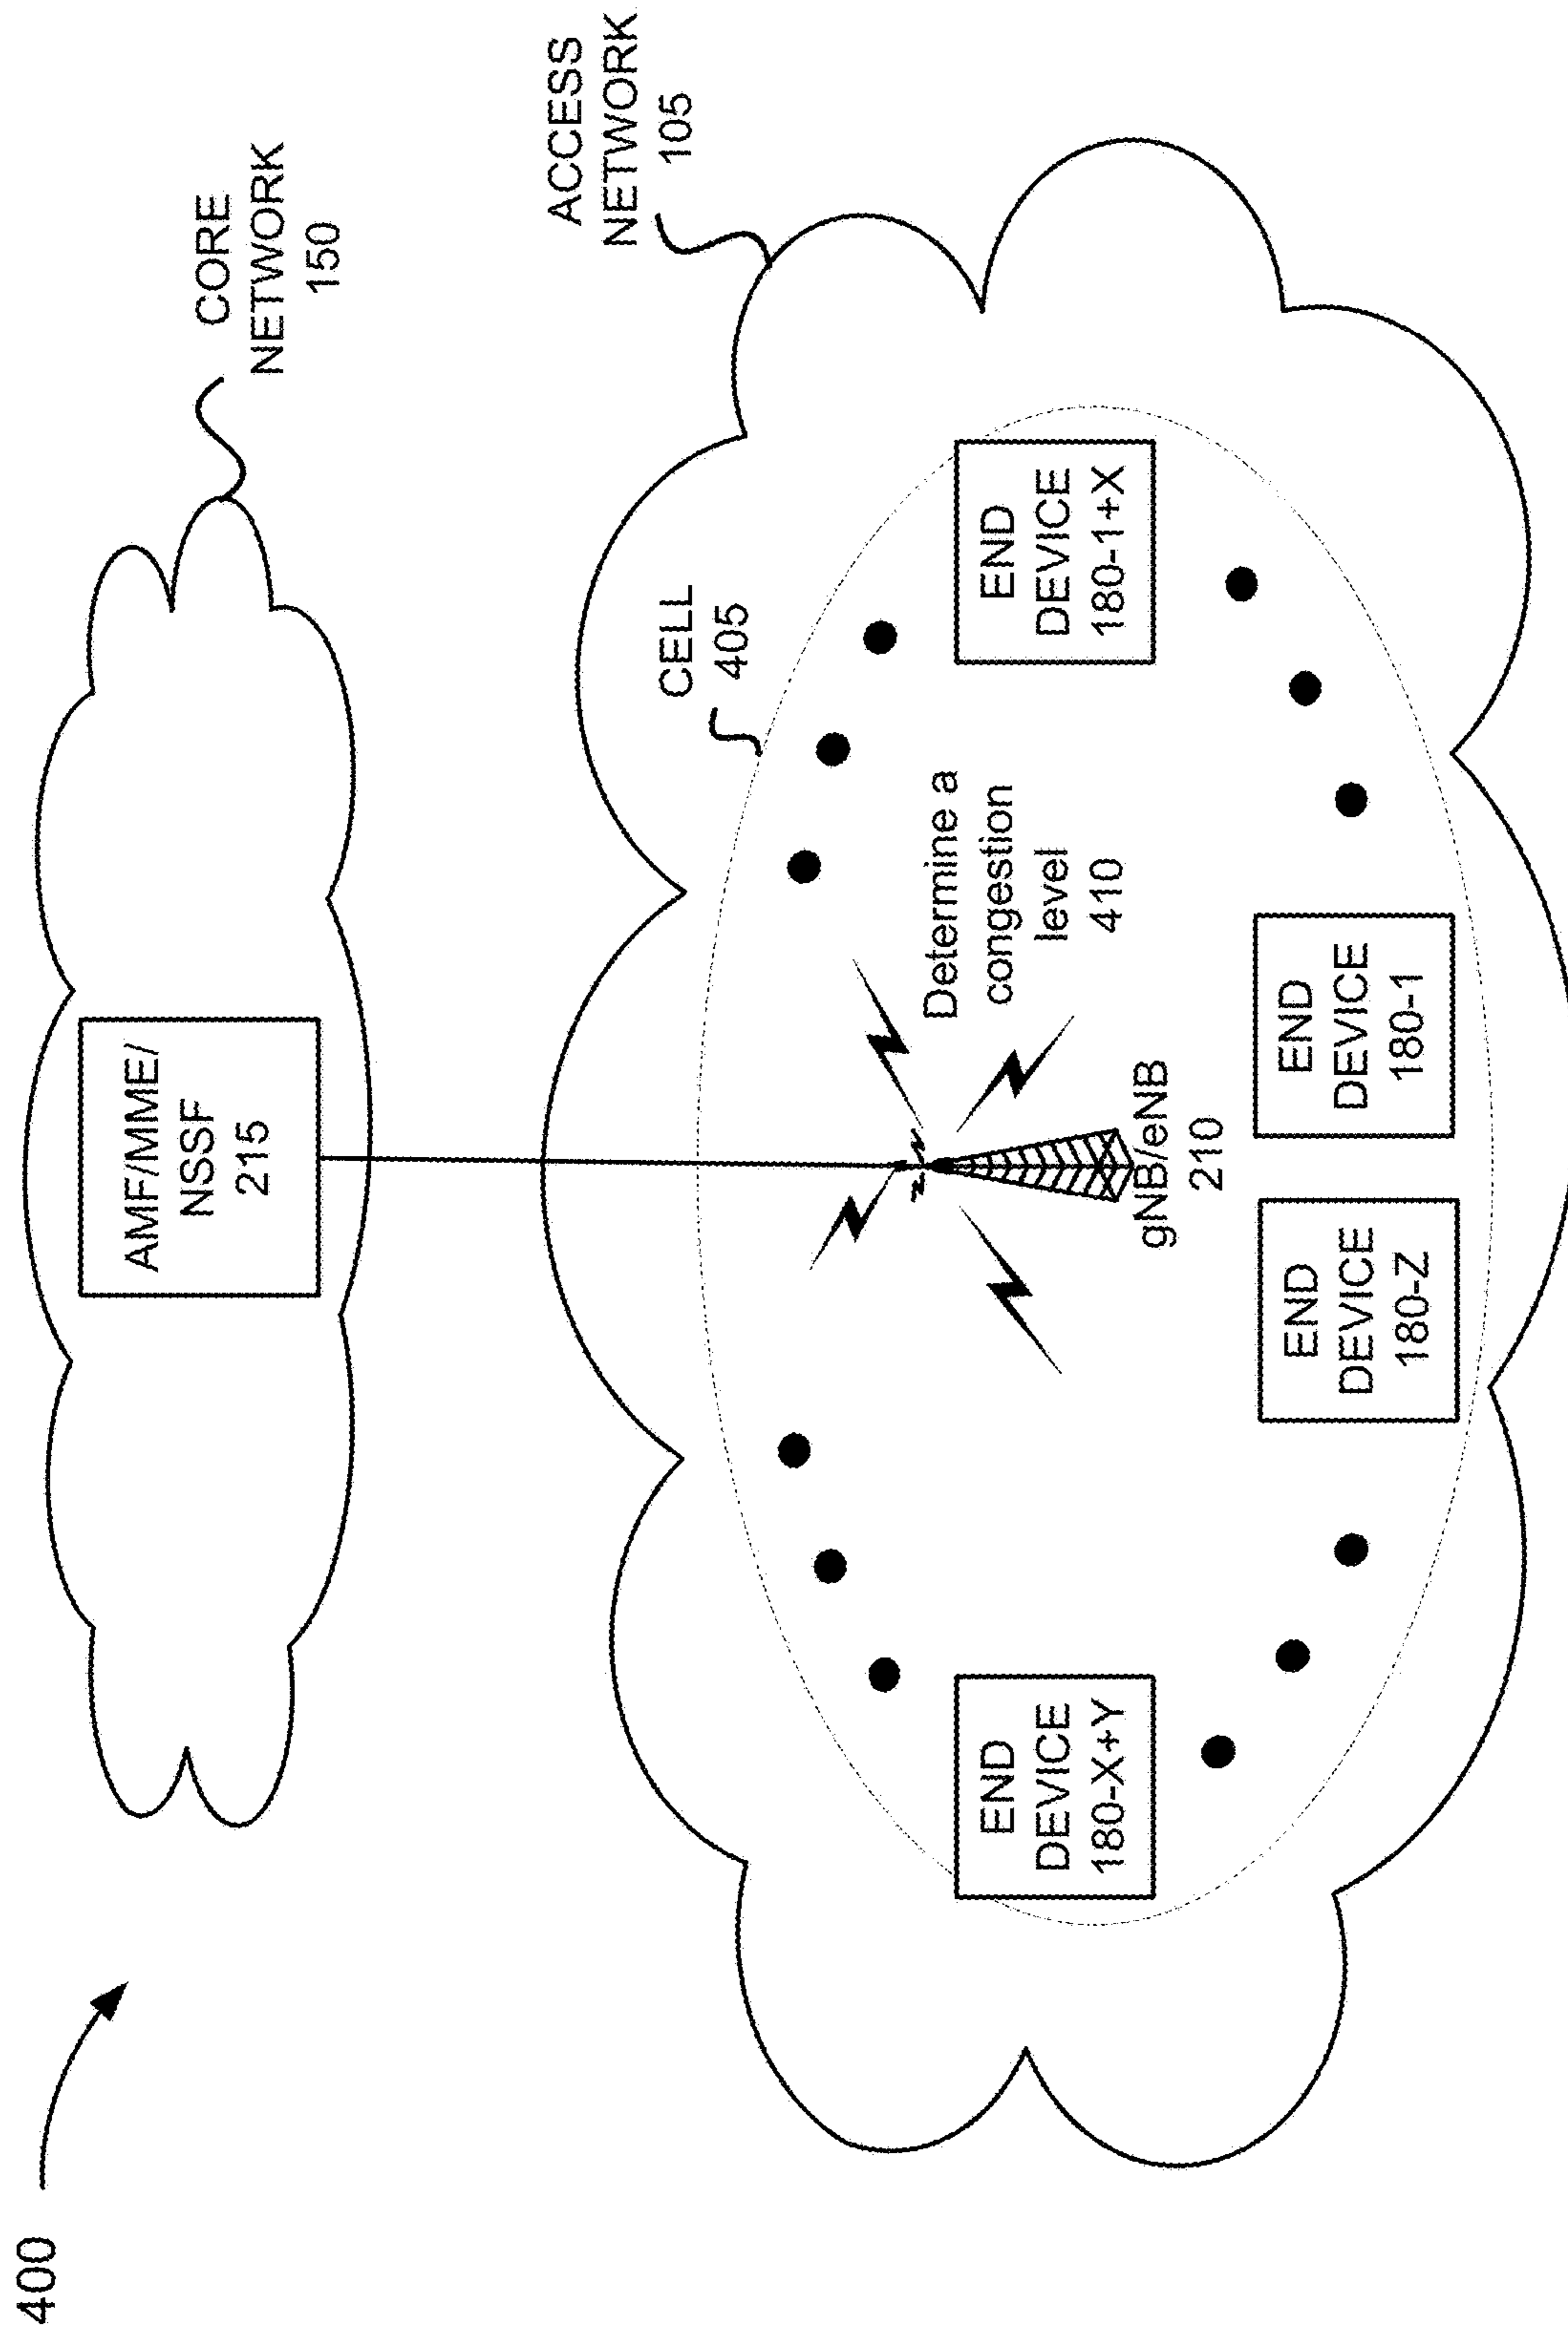 400
CORE
NETWORK
150
AMF/MME/
NSSF
215
ACCESS
NETWORK
105
CELL
405
Determine a
congestion
level
410
gNB/eNB
210
END
DEVICE
180-X+Y
END
DEVICE
180-1+X
END
DEVICE
180-Z
END
DEVICE
180-1